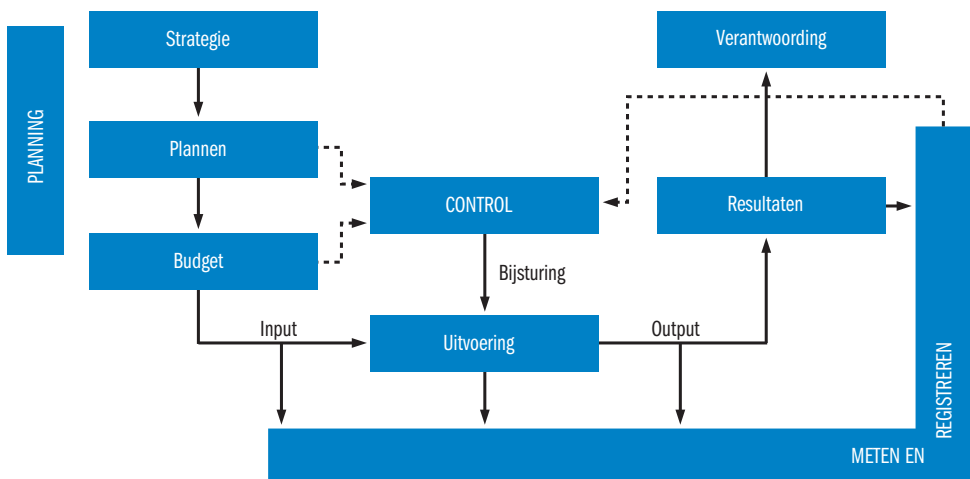 PLANNING
Strategie
Plannen
Budget
Input
CONTROL
Bijsturing
Uitvoering
Output
Verantwoording
Resultaten
METEN EN
REGISTREREN